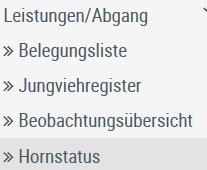 Leistungen/Abgang
» Belegungsliste
» Jungviehregister
» Beobachtungsübersicht
» Hornstatus